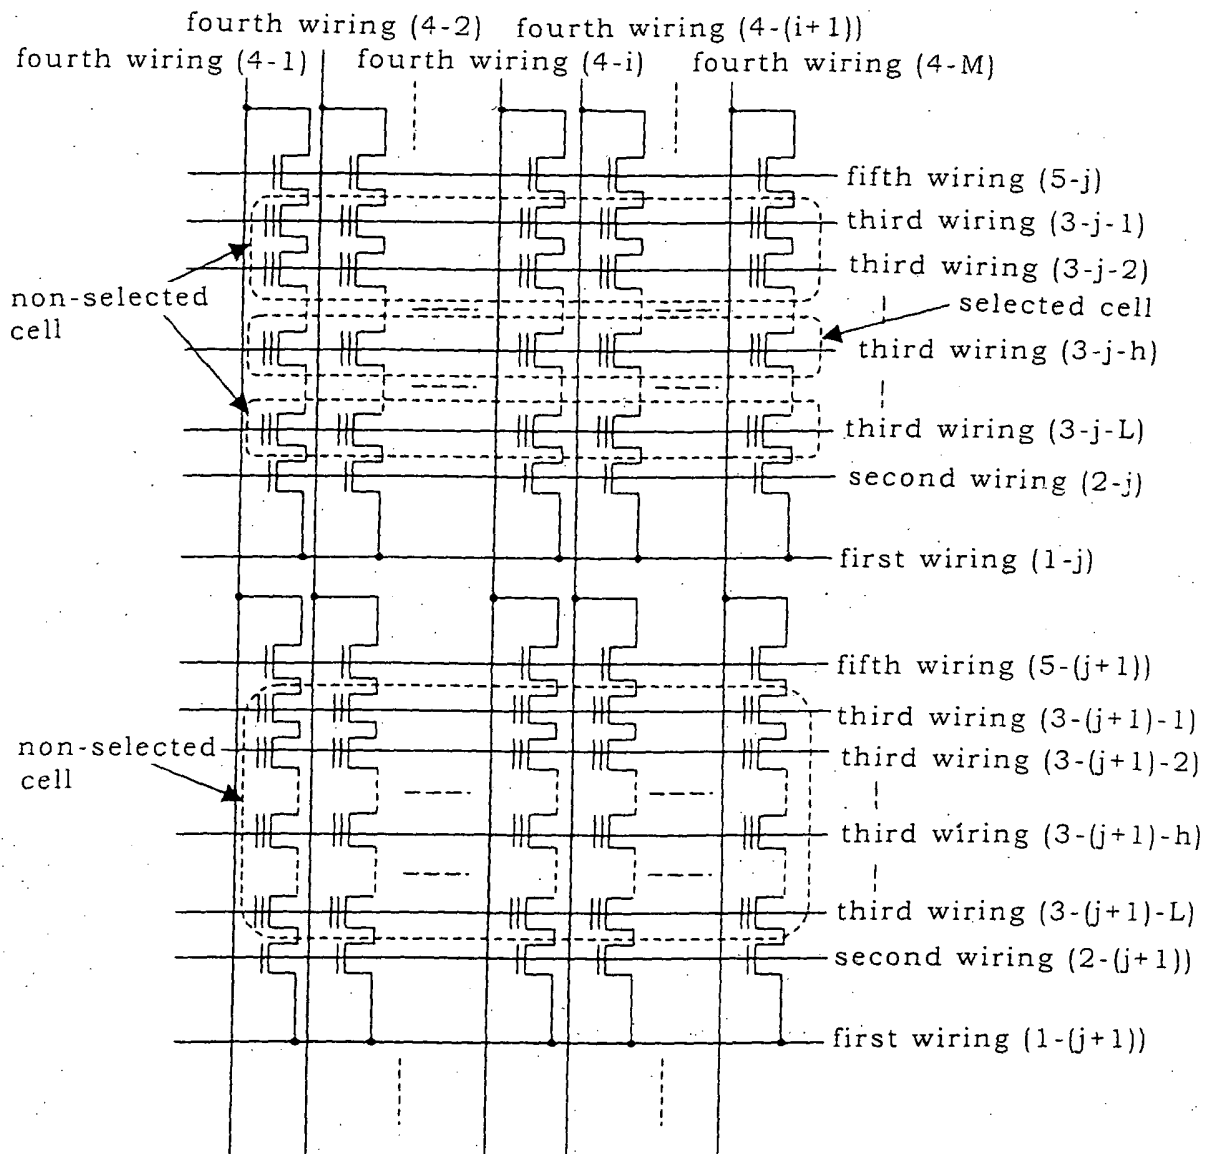 fourth wiring (4-2) fourth wiring (4-(i+1))
fourth wiring (4-1) fourth wiring (4-i) fourth wiring (4-M)
fifth wiring (5-j)
third wiring (3-j-1)
third wiring (3-j-2)
non-selected
cell
selected cell
third wiring (3-j-h)
third wiring (3-j-L)
second wiring (2-j)
first wiring (1-j)
fifth wiring (5-(j+1))
third wiring (3-(j+1)-1)
non-selected
cell
third wiring (3-(j+1)-2)
third wiring (3-(j+1)-h)
third wiring (3-(j+1)-L)
second wiring (2-(j+1))
first wiring (1-(j+1))